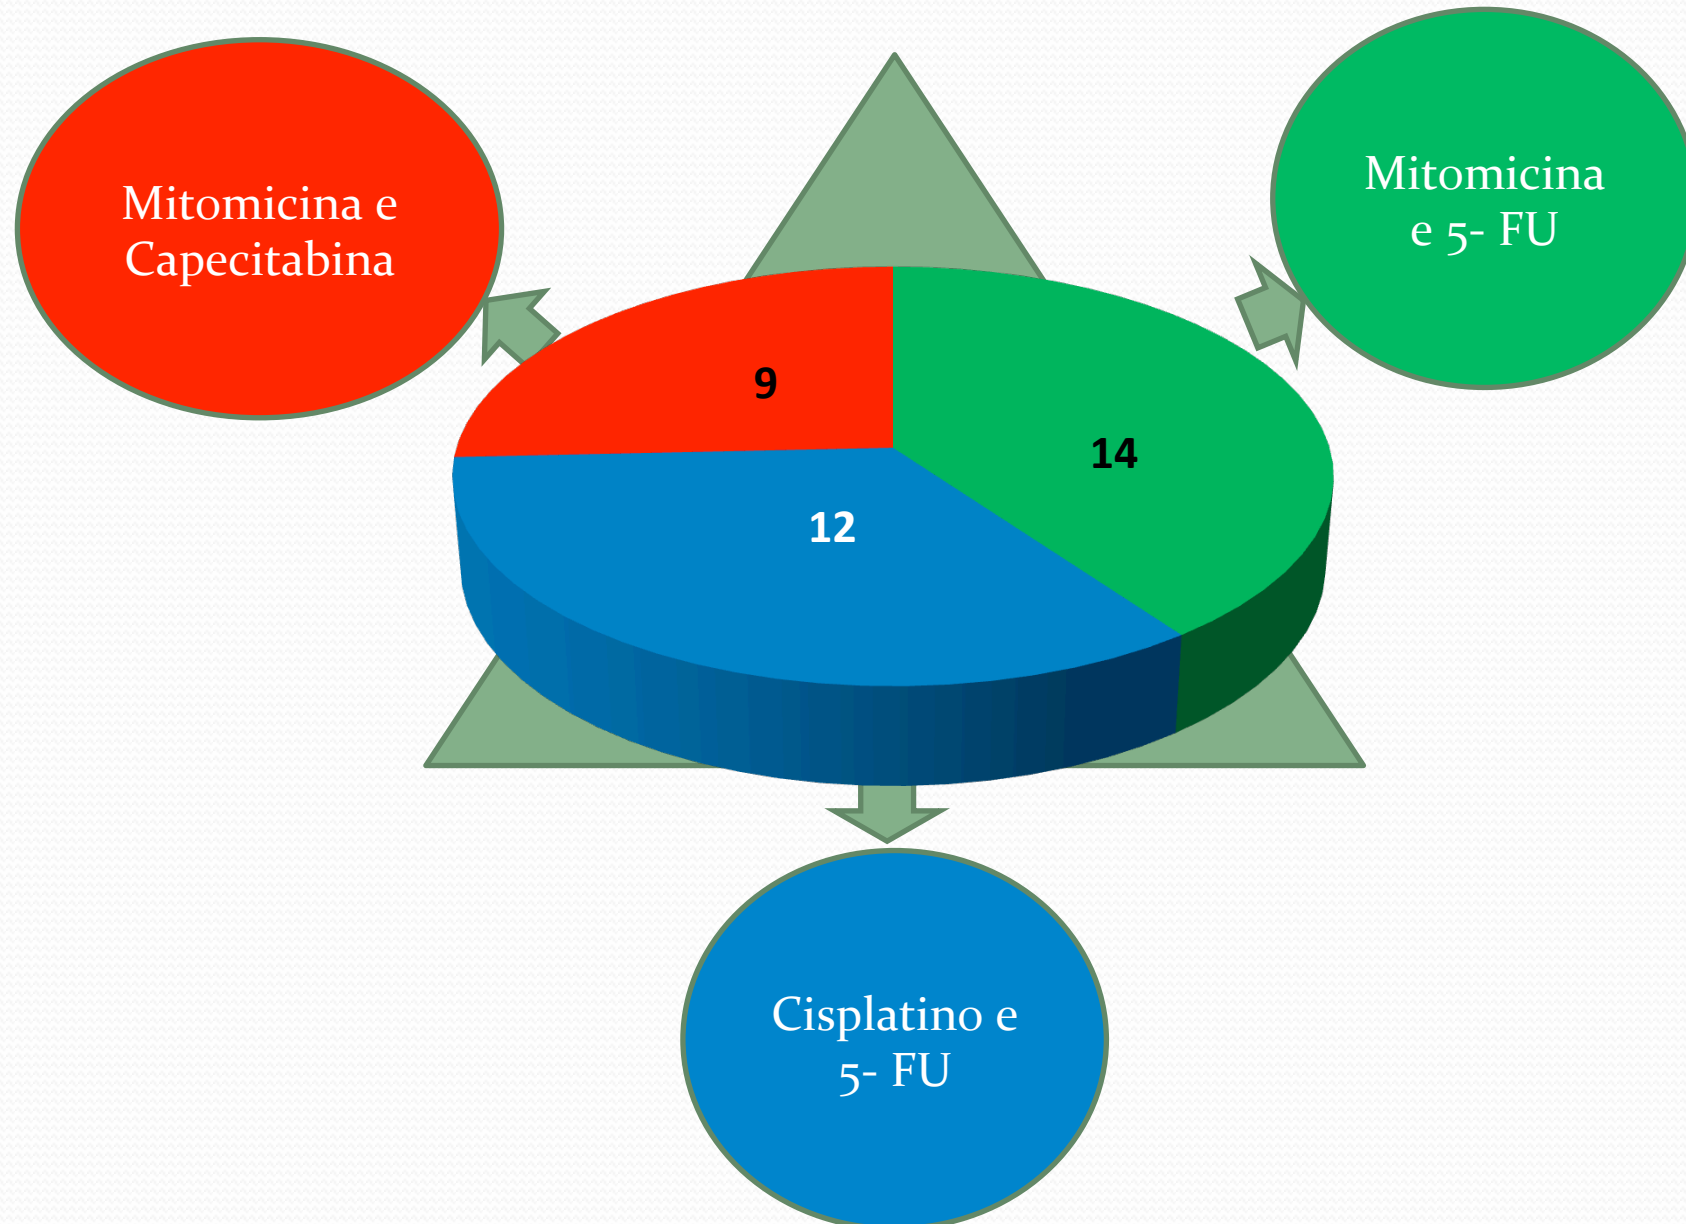 Mitomicina e
Capecitabina
Mitomicina
e 5- FU
9
14
12
Cisplatino e
5- FU